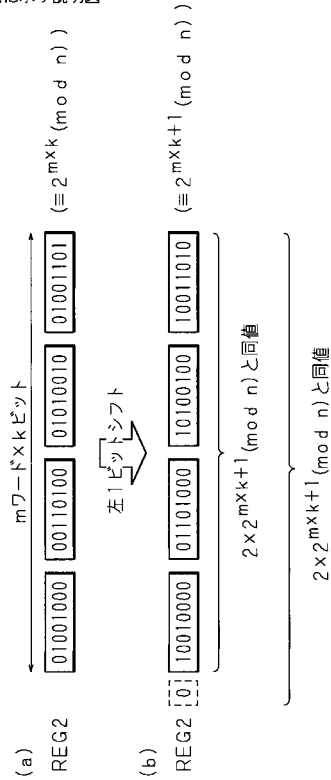 (a)
mワード×kビット
REG2 01001000 00110100 01010010 01001101 (≡2^m×k (mod n))
左1ビットシフト
(b)
REG2 0 10010000 01101000 10100100 10011010 (≡2^m×k+1 (mod n))
2×2^m×k+1 (mod n)と同値
2×2^m×k+1 (mod n)と同値